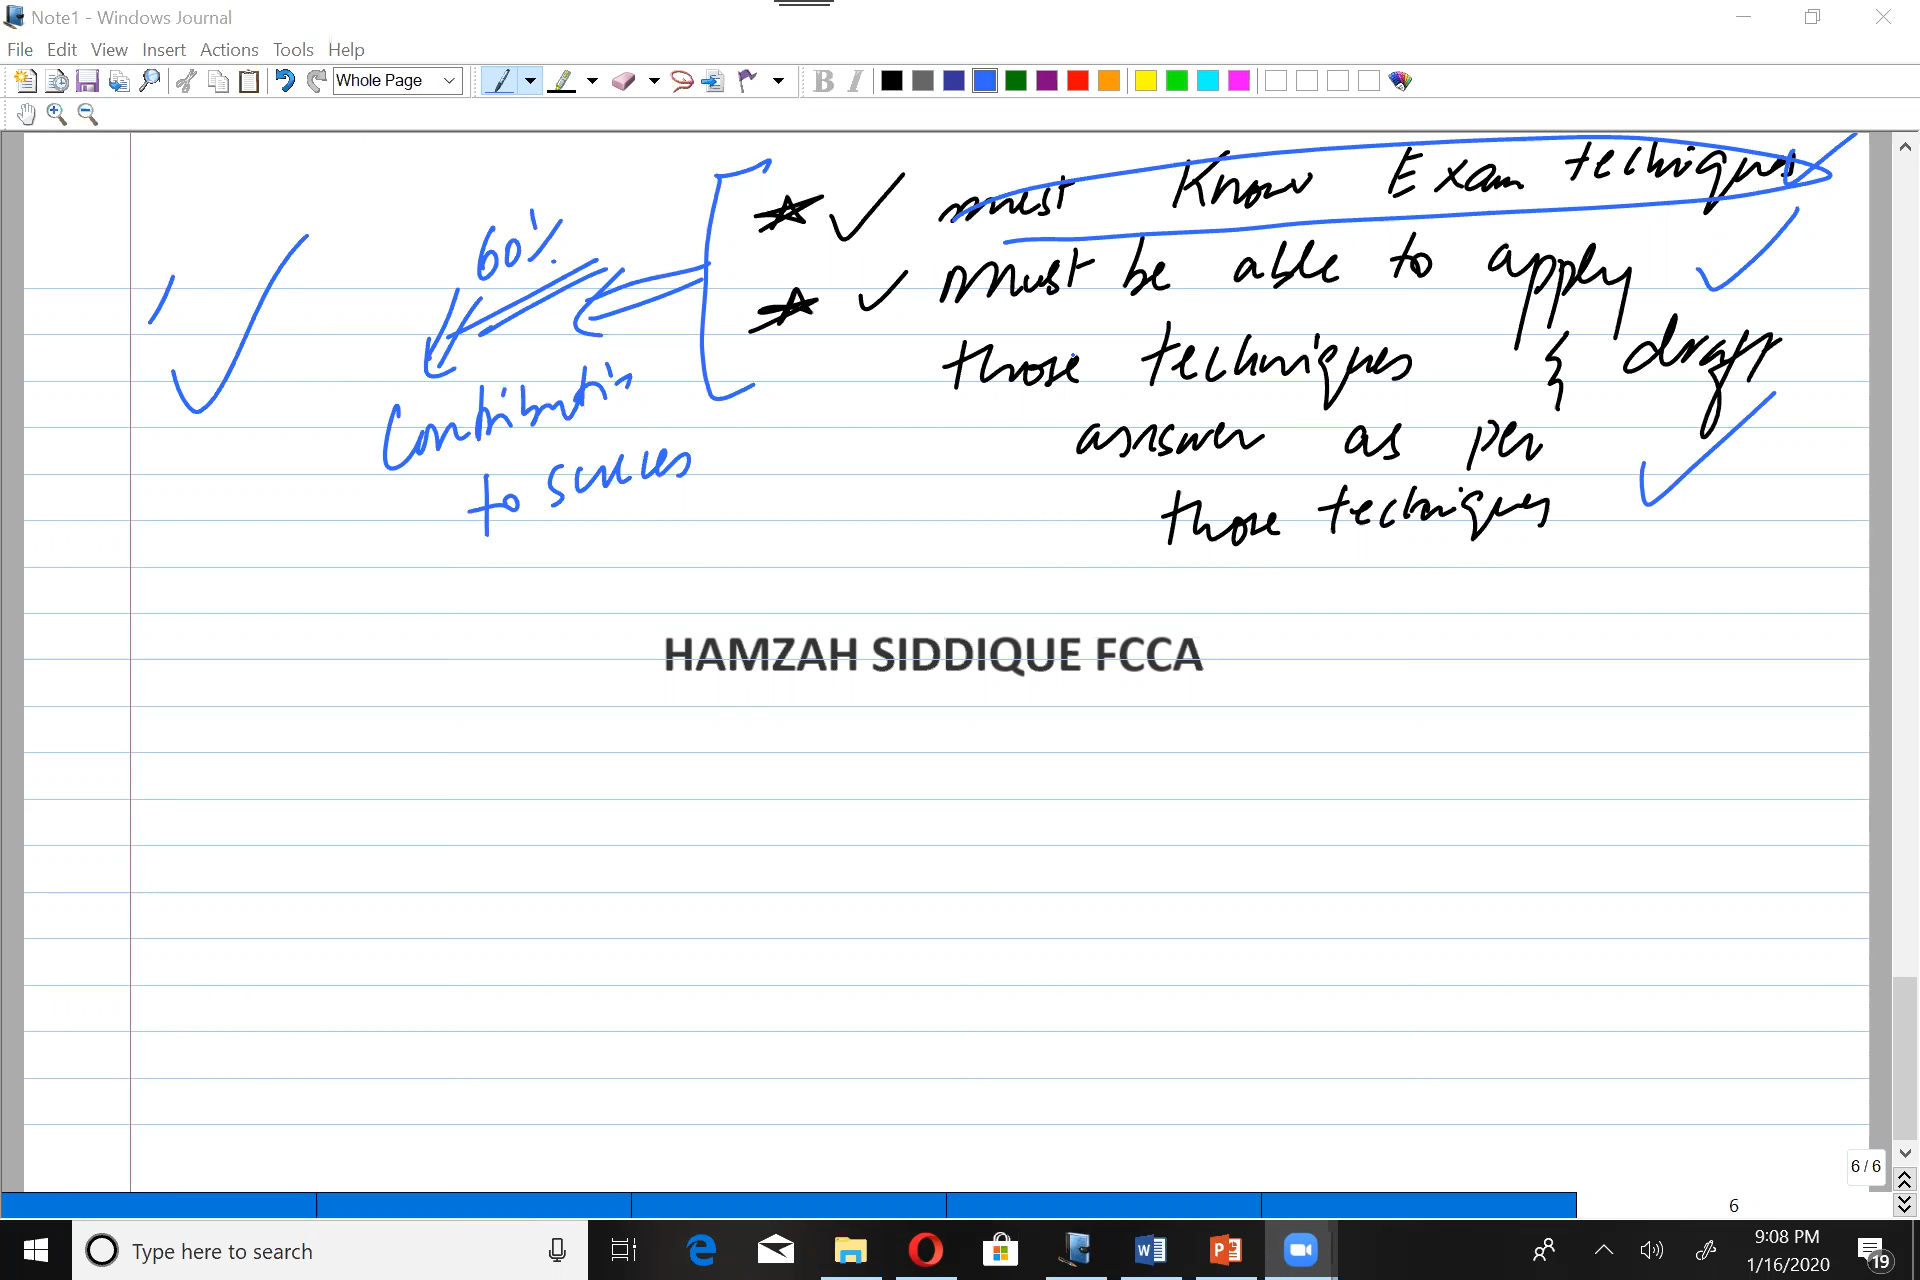 Note1 - Windows Journal
File Edit View Insert Actions Tools Help
Whole Page
B I
must Know Exam techniques
60%
must be able to apply
those techniques & draft
Contribution
answer as per
to success
those techniques
HAMZAH SIDDIQUE FCCA
6 / 6
6
Type here to search
9:08 PM
1/16/2020
19